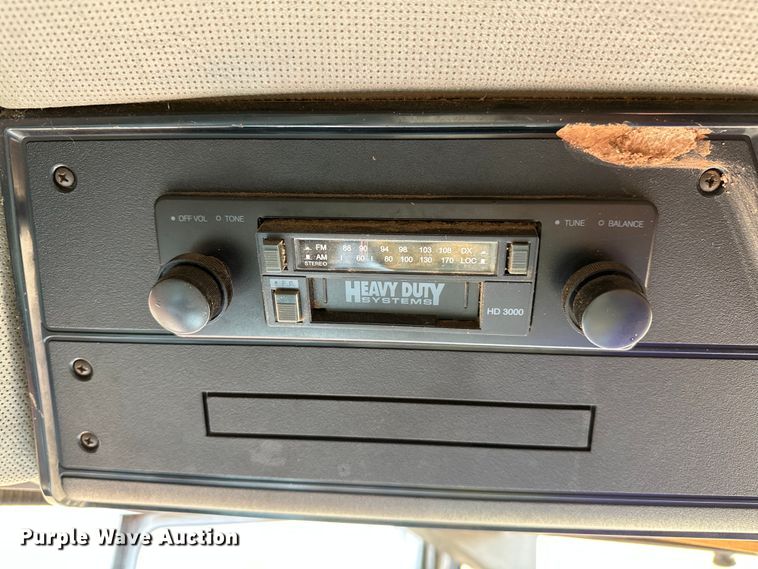 OFF VOL TONE
TUNE BALANCE
FM 88 90 94 98 103 108 DX
AM 60 80 100 130 170 LOC
STEREO
HEAVY DUTY
SYSTEMS
HD 3000
Purple Wave Auction